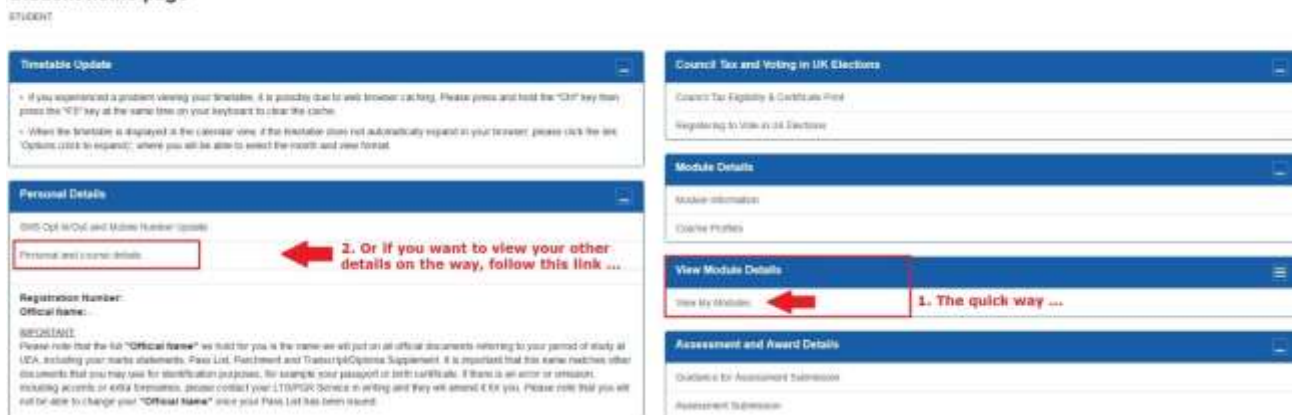 STUDENT
Timetable Update
• If you experienced a problem viewing your timetable, it is possibly due to web browser caching. Please press and hold the "Ctrl" key then
press the "F5" key at the same time on your keyboard to clear the cache.
• When the timetable is displayed in the calendar view, if the timetable does not automatically expand in your browser, please click the link
'Options (click to expand)', where you will be able to select the month and view format.
Personal Details
SMS Opt In/Out and Mobile Number Update
Personal and course details
2. Or if you want to view your other
details on the way, follow this link ...
Registration Number:
Official Name:
IMPORTANT
Please note that the full "Official Name" we hold for you is the name we will put on all official documents referring to your period of study at
UEA, including your marks statements, Pass List, Parchment and Transcript/Diploma Supplement. It is important that this name matches other
documents that you may use for identification purposes, for example your passport or birth certificate. If there is an error or omission,
including accents or extra forenames, please contact your LTS/PGR Service in writing and they will amend it for you. Please note that you will
not be able to change your "Official Name" once your Pass List has been issued.
Council Tax and Voting in UK Elections
Council Tax Eligibility & Certificate Print
Registering to Vote in UK Elections
Module Details
Module Information
Course Profiles
View Module Details
View My Modules
1. The quick way ...
Assessment and Award Details
Guidance for Assessment Submission
Assessment Submission